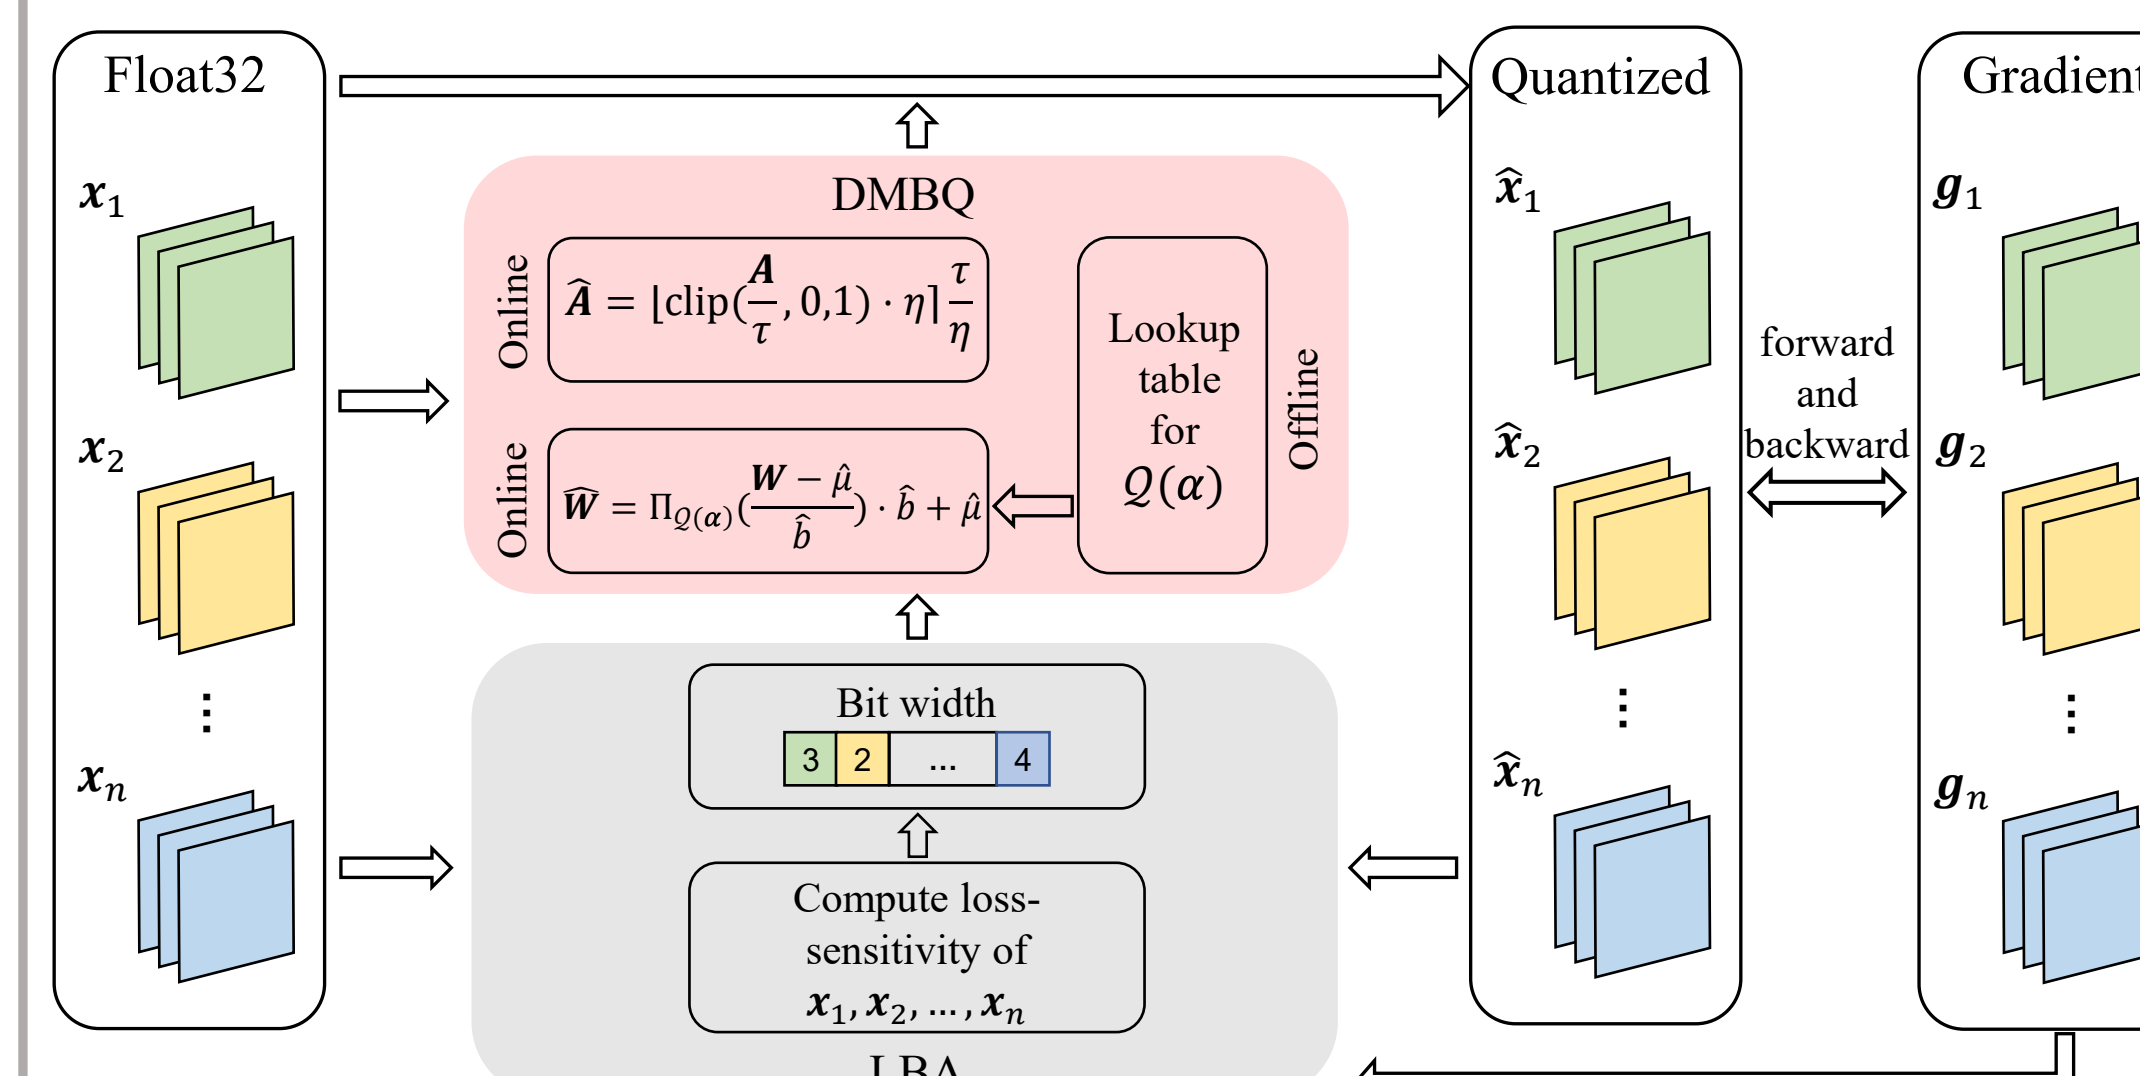 Float32
x₁
x₂
⋮
xₙ
DMBQ
Online
Â = ⌊clip(A/τ, 0,1) · η⌉ τ/η
Online
Ŵ = Π_𝒬(α)((W − μ̂)/b̂) · b̂ + μ̂
Lookup
table
for
𝒬(α)
Offline
Bit width
3 2 ... 4
Compute loss-
sensitivity of
x₁, x₂, ... , xₙ
LBA
Quantized
x̂₁
x̂₂
⋮
x̂ₙ
forward
and
backward
Gradient
g₁
g₂
⋮
gₙ